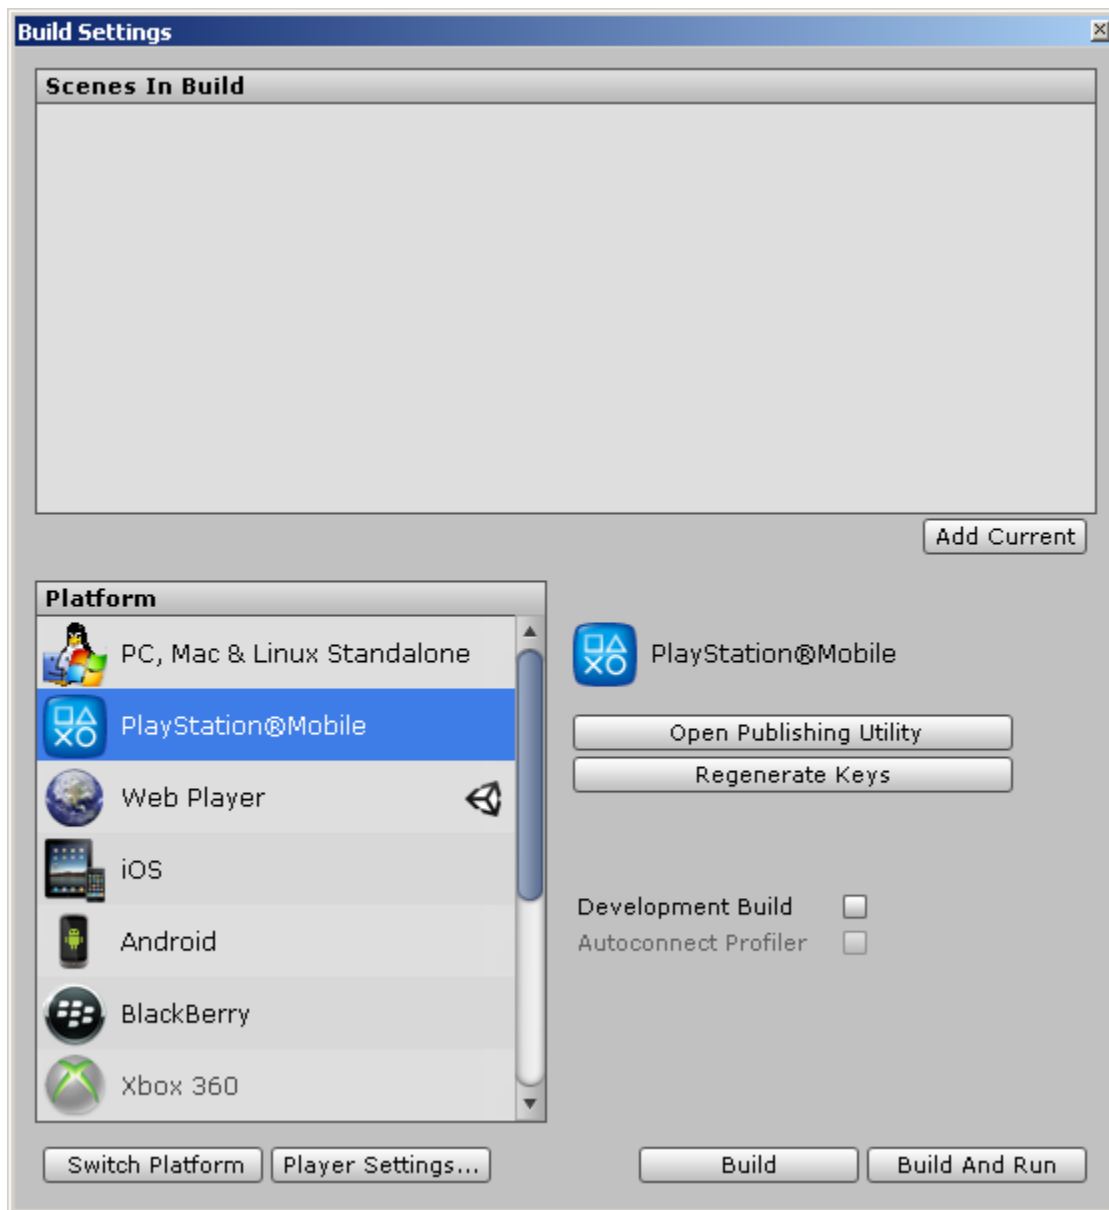 Build Settings
Scenes In Build
Add Current
Platform
PC, Mac & Linux Standalone
PlayStation®Mobile
Web Player
iOS
Android
BlackBerry
Xbox 360
PlayStation®Mobile
Open Publishing Utility
Regenerate Keys
Development Build
Autoconnect Profiler
Switch Platform
Player Settings...
Build
Build And Run